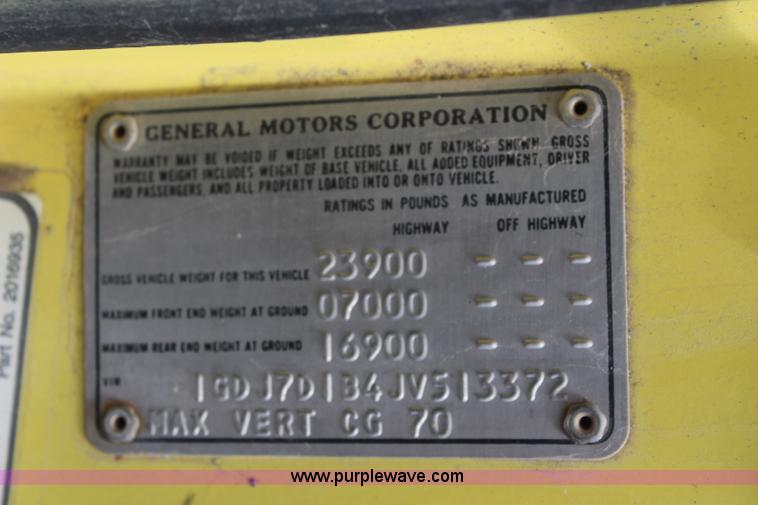 GENERAL MOTORS CORPORATION
WARRANTY MAY BE VOIDED IF WEIGHT EXCEEDS ANY OF RATINGS SHOWN. GROSS
VEHICLE WEIGHT INCLUDES WEIGHT OF BASE VEHICLE, ALL ADDED EQUIPMENT, DRIVER
AND PASSENGERS, AND ALL PROPERTY LOADED INTO OR ONTO VEHICLE.
RATINGS IN POUNDS AS MANUFACTURED
HIGHWAY OFF HIGHWAY
GROSS VEHICLE WEIGHT FOR THIS VEHICLE 23900 - - -
MAXIMUM FRONT END WEIGHT AT GROUND 07000 - - -
MAXIMUM REAR END WEIGHT AT GROUND 16900 - - -
VIN 1GDJ7D1B4JV513372
MAX VERT CG 70
Part No. 2016935
www.purplewave.com